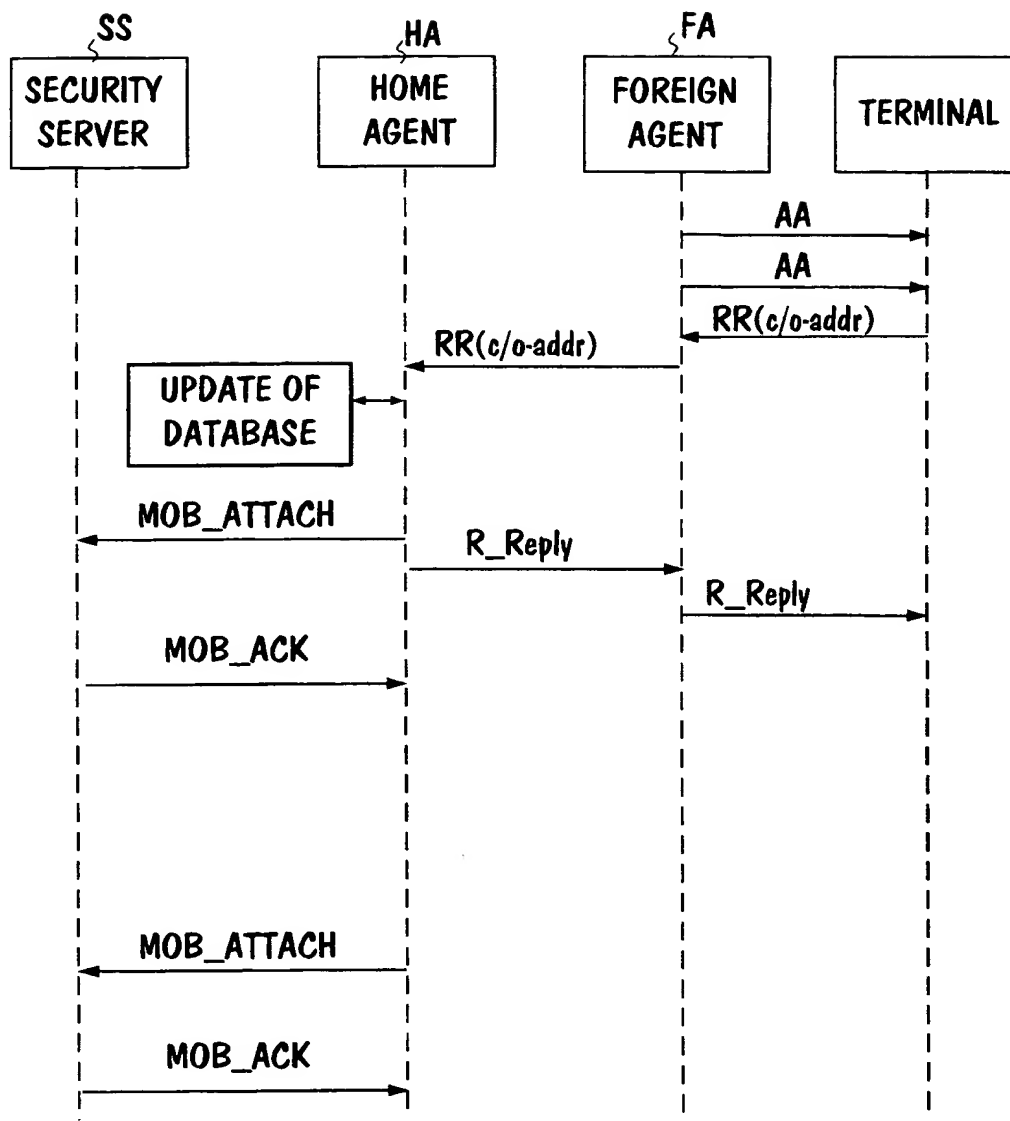 SS
HA
FA
SECURITY
SERVER
HOME
AGENT
FOREIGN
AGENT
TERMINAL
AA
AA
RR(c/o-addr)
RR(c/o-addr)
UPDATE OF
DATABASE
MOB_ATTACH
R_Reply
R_Reply
MOB_ACK
MOB_ATTACH
MOB_ACK